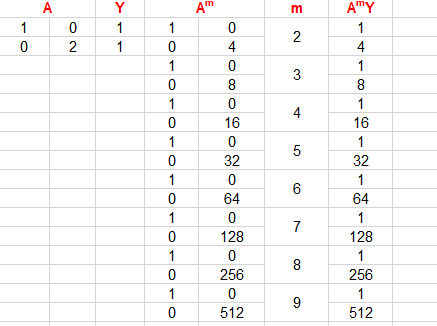 A Y Aᵐ m AᵐY
1 0 1 1 0 2 1
0 2 1 0 4 4
1 0 3 1
0 8 8
1 0 4 1
0 16 16
1 0 5 1
0 32 32
1 0 6 1
0 64 64
1 0 7 1
0 128 128
1 0 8 1
0 256 256
1 0 9 1
0 512 512